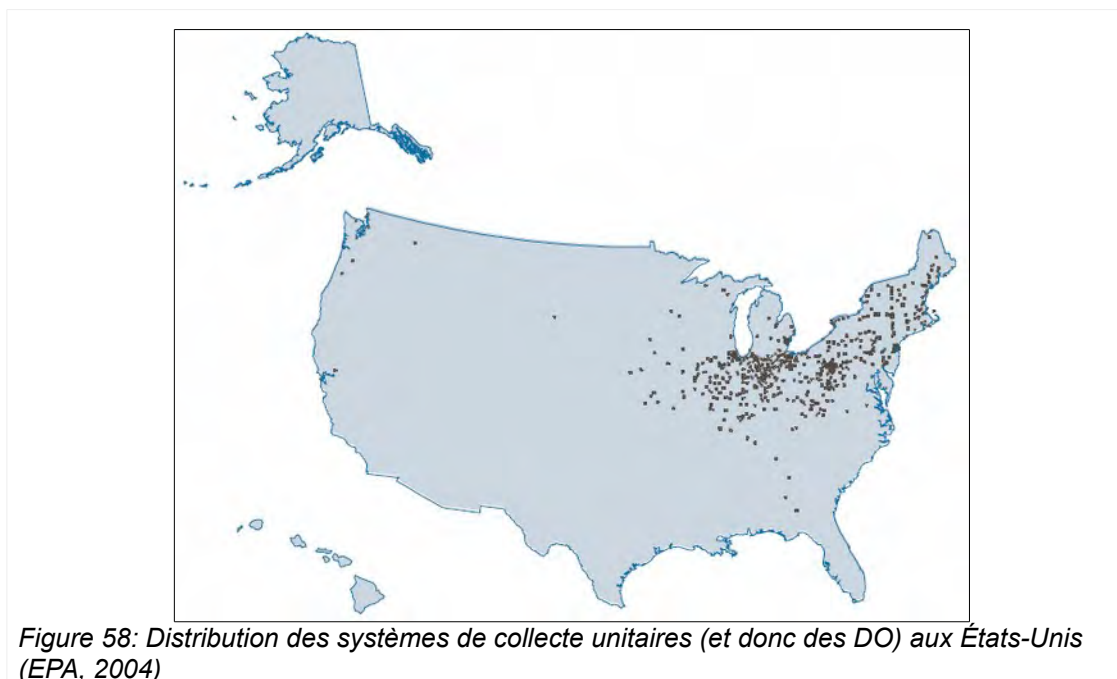 Figure 58: Distribution des systèmes de collecte unitaires (et donc des DO) aux États-Unis
(EPA, 2004)